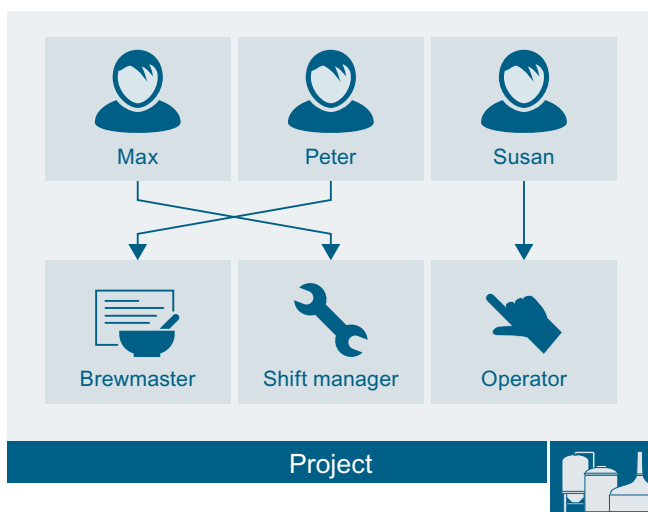 Max
Peter
Susan
Brewmaster
Shift manager
Operator
Project